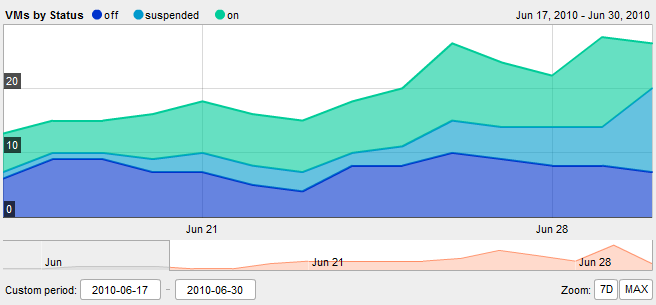 VMs by Status off suspended on Jun 17, 2010 - Jun 30, 2010
20
10
0
Jun 21 Jun 28
Jun Jun 21 Jun 28
Custom period: 2010-06-17 - 2010-06-30 Zoom: 7D MAX